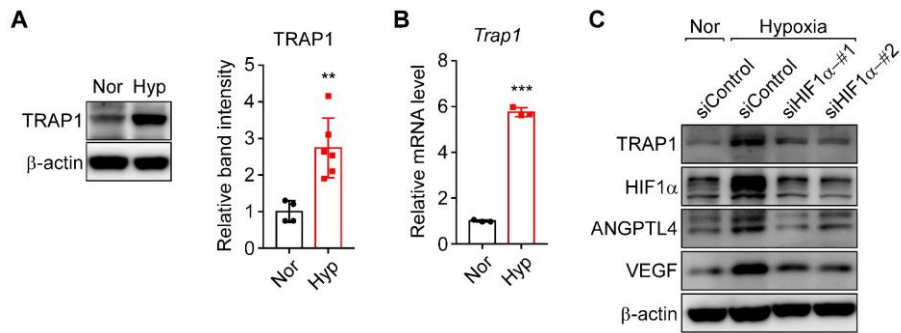 A
TRAP1
Nor Hyp
TRAP1
β-actin
Relative band intensity
5
4
3
2
1
0
**
Nor
Hyp
B
Trap1
Relative mRNA level
8
6
4
2
0
***
Nor
Hyp
C
Nor Hypoxia
siControl
siControl
siHIF1α-#1
siHIF1α-#2
TRAP1
HIF1α
ANGPTL4
VEGF
β-actin